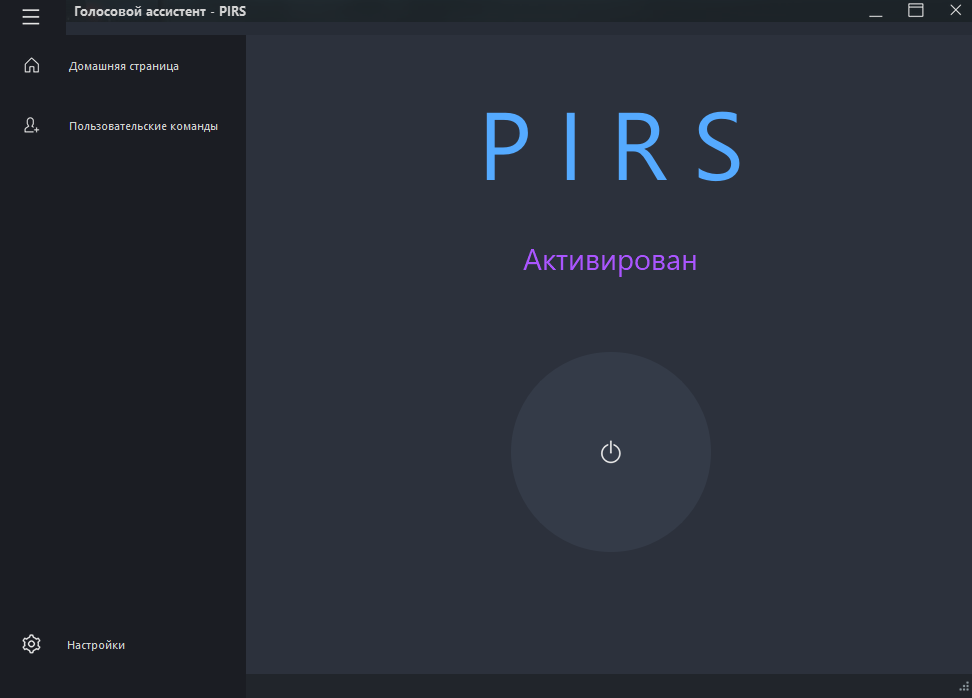 Голосовой ассистент - PIRS
Домашняя страница
Пользовательские команды
PIRS
Активирован
Настройки